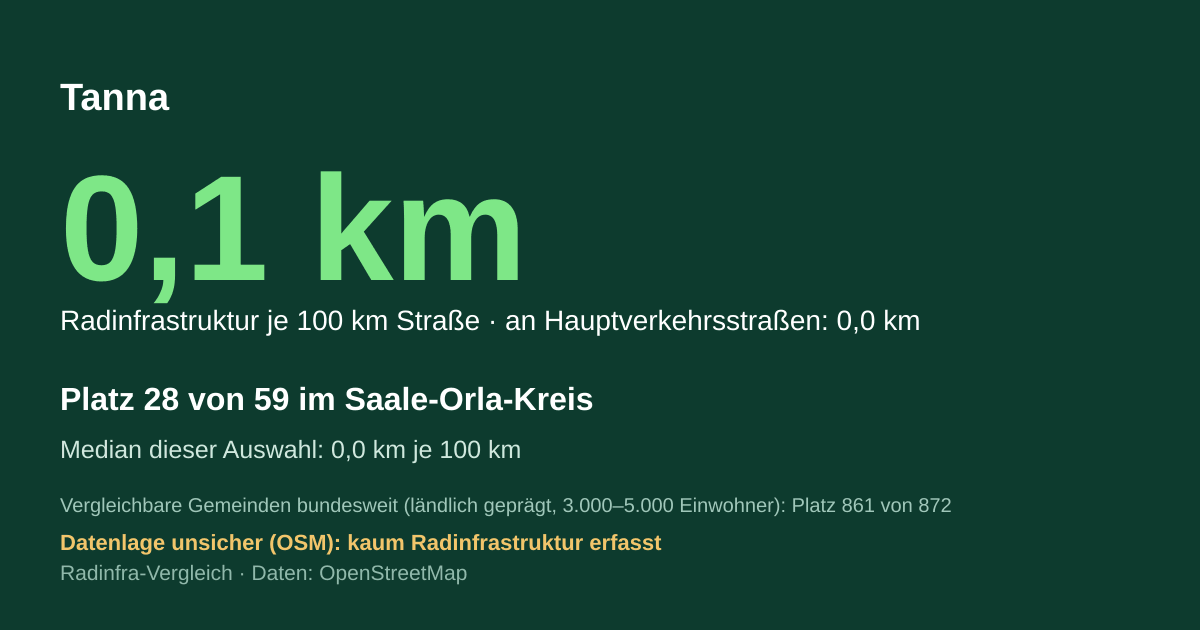 Tanna
0,1 km
Radinfrastruktur je 100 km Straße · an Hauptverkehrsstraßen: 0,0 km
Platz 28 von 59 im Saale-Orla-Kreis
Median dieser Auswahl: 0,0 km je 100 km
Vergleichbare Gemeinden bundesweit (ländlich geprägt, 3.000–5.000 Einwohner): Platz 861 von 872
Datenlage unsicher (OSM): kaum Radinfrastruktur erfasst
Radinfra-Vergleich · Daten: OpenStreetMap